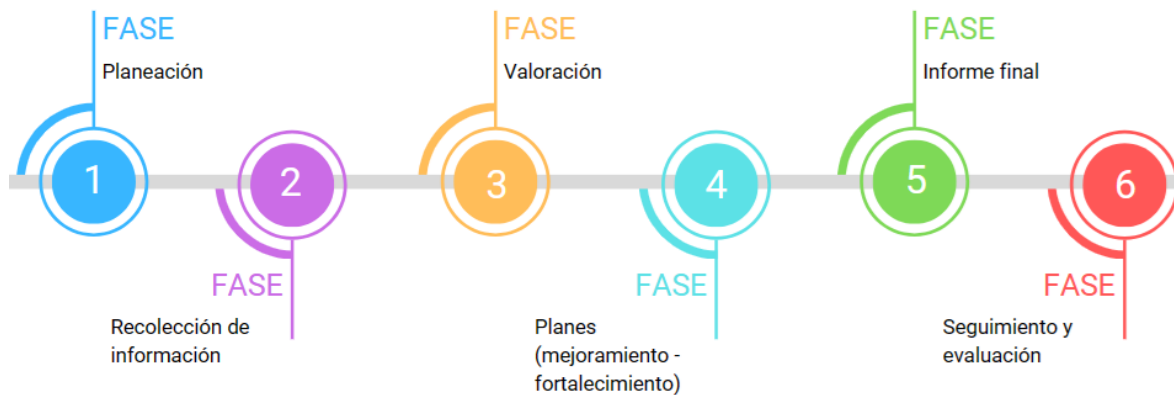 FASE
Planeación
1
2
FASE
Recolección de
información
FASE
Valoración
3
4
FASE
Planes
(mejoramiento -
fortalecimiento)
FASE
Informe final
5
6
FASE
Seguimiento y
evaluación